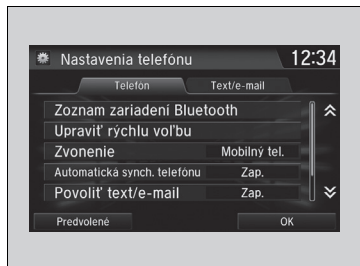 Nastavenia telefónu 12:34
Telefón Text/e-mail
Zoznam zariadení Bluetooth
Upraviť rýchlu voľbu
Zvonenie Mobilný tel.
Automatická synch. telefónu Zap.
Povoliť text/e-mail Zap.
Predvolené OK